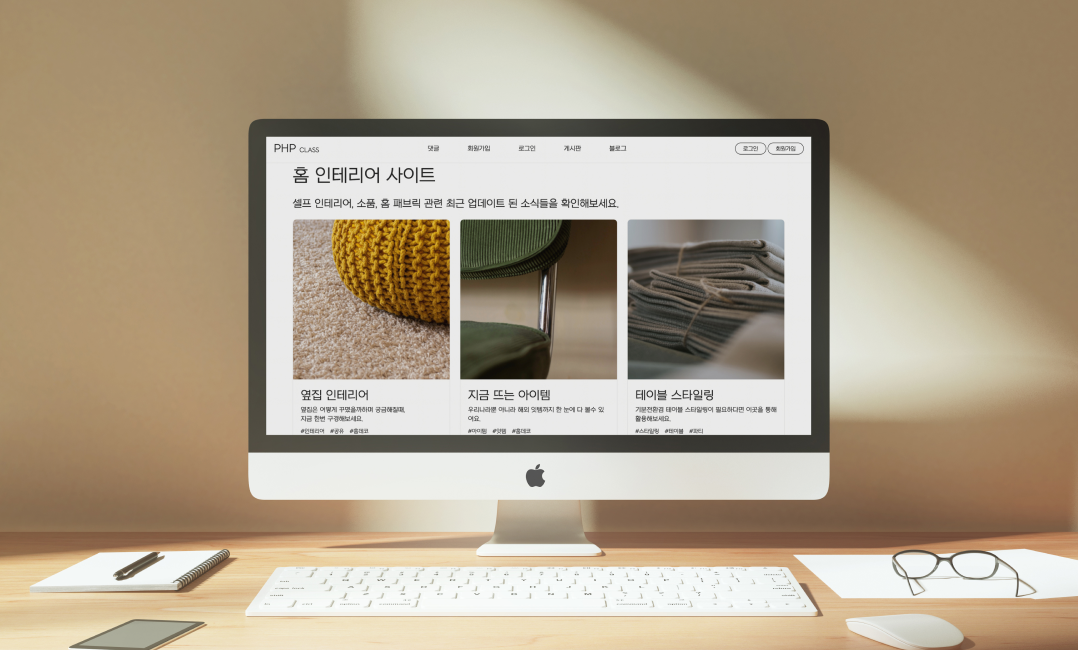 PHP CLASS
댓글 회원가입 로그인 게시판 블로그
로그인 회원가입
홈 인테리어 사이트
셀프 인테리어, 소품, 홈 패브릭 관련 최근 업데이트 된 소식들을 확인해보세요.
옆집 인테리어
옆집은 어떻게 꾸몄을까하며 궁금해할때,
지금 한번 구경해보세요.
#인테리어 #공유 #홈데코
지금 뜨는 아이템
우리나라뿐 아니라 해외 잇템까지 한 눈에 다 볼수 있
어요.
#아이템 #잇템 #홈데코
테이블 스타일링
기분전환겸 테이블 스타일링이 필요하다면 이곳을 통해
활용해보세요.
#스타일링 #테이블 #파티
option command
command option